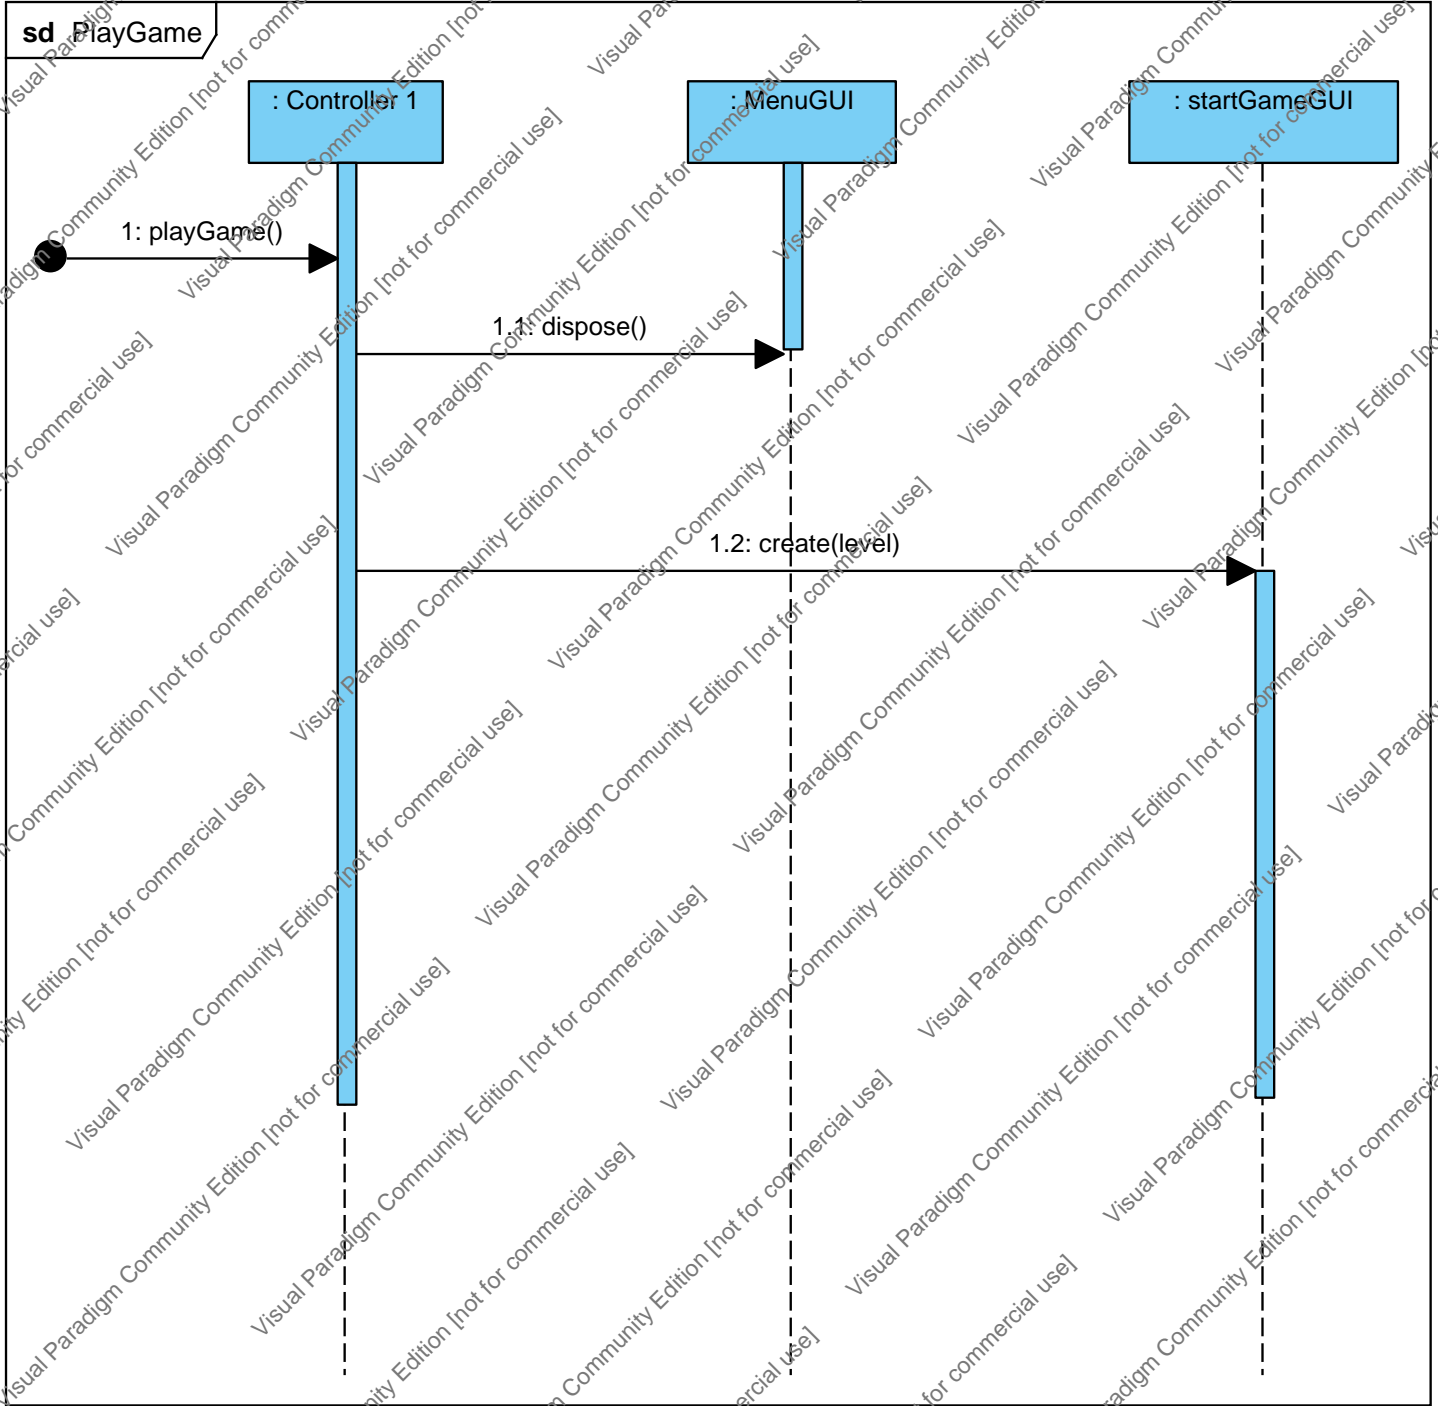 sd PlayGame
: Controller 1
: MenuGUI
: startGameGUI
1: playGame()
1.1: dispose()
1.2: create(level)
Visual Paradigm Community Edition [not for commercial use]